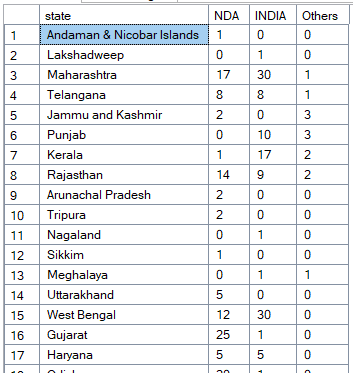 state NDA INDIA Others
1 Andaman & Nicobar Islands 1 0 0
2 Lakshadweep 0 1 0
3 Maharashtra 17 30 1
4 Telangana 8 8 1
5 Jammu and Kashmir 2 0 3
6 Punjab 0 10 3
7 Kerala 1 17 2
8 Rajasthan 14 9 2
9 Arunachal Pradesh 2 0 0
10 Tripura 2 0 0
11 Nagaland 0 1 0
12 Sikkim 1 0 0
13 Meghalaya 0 1 1
14 Uttarakhand 5 0 0
15 West Bengal 12 30 0
16 Gujarat 25 1 0
17 Haryana 5 5 0